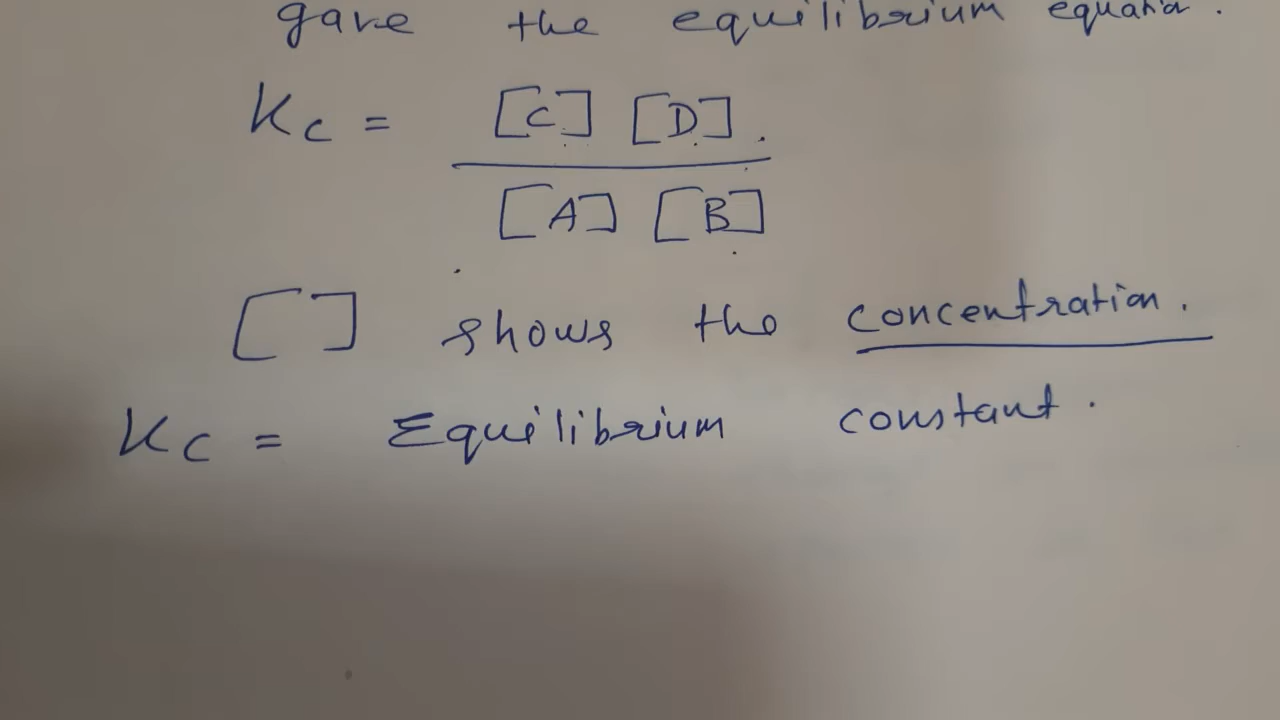 gave the equilibrium equation.
Kc = [C] [D].
[A] [B]
[ ] shows the concentration.
Kc = Equilibrium constant.